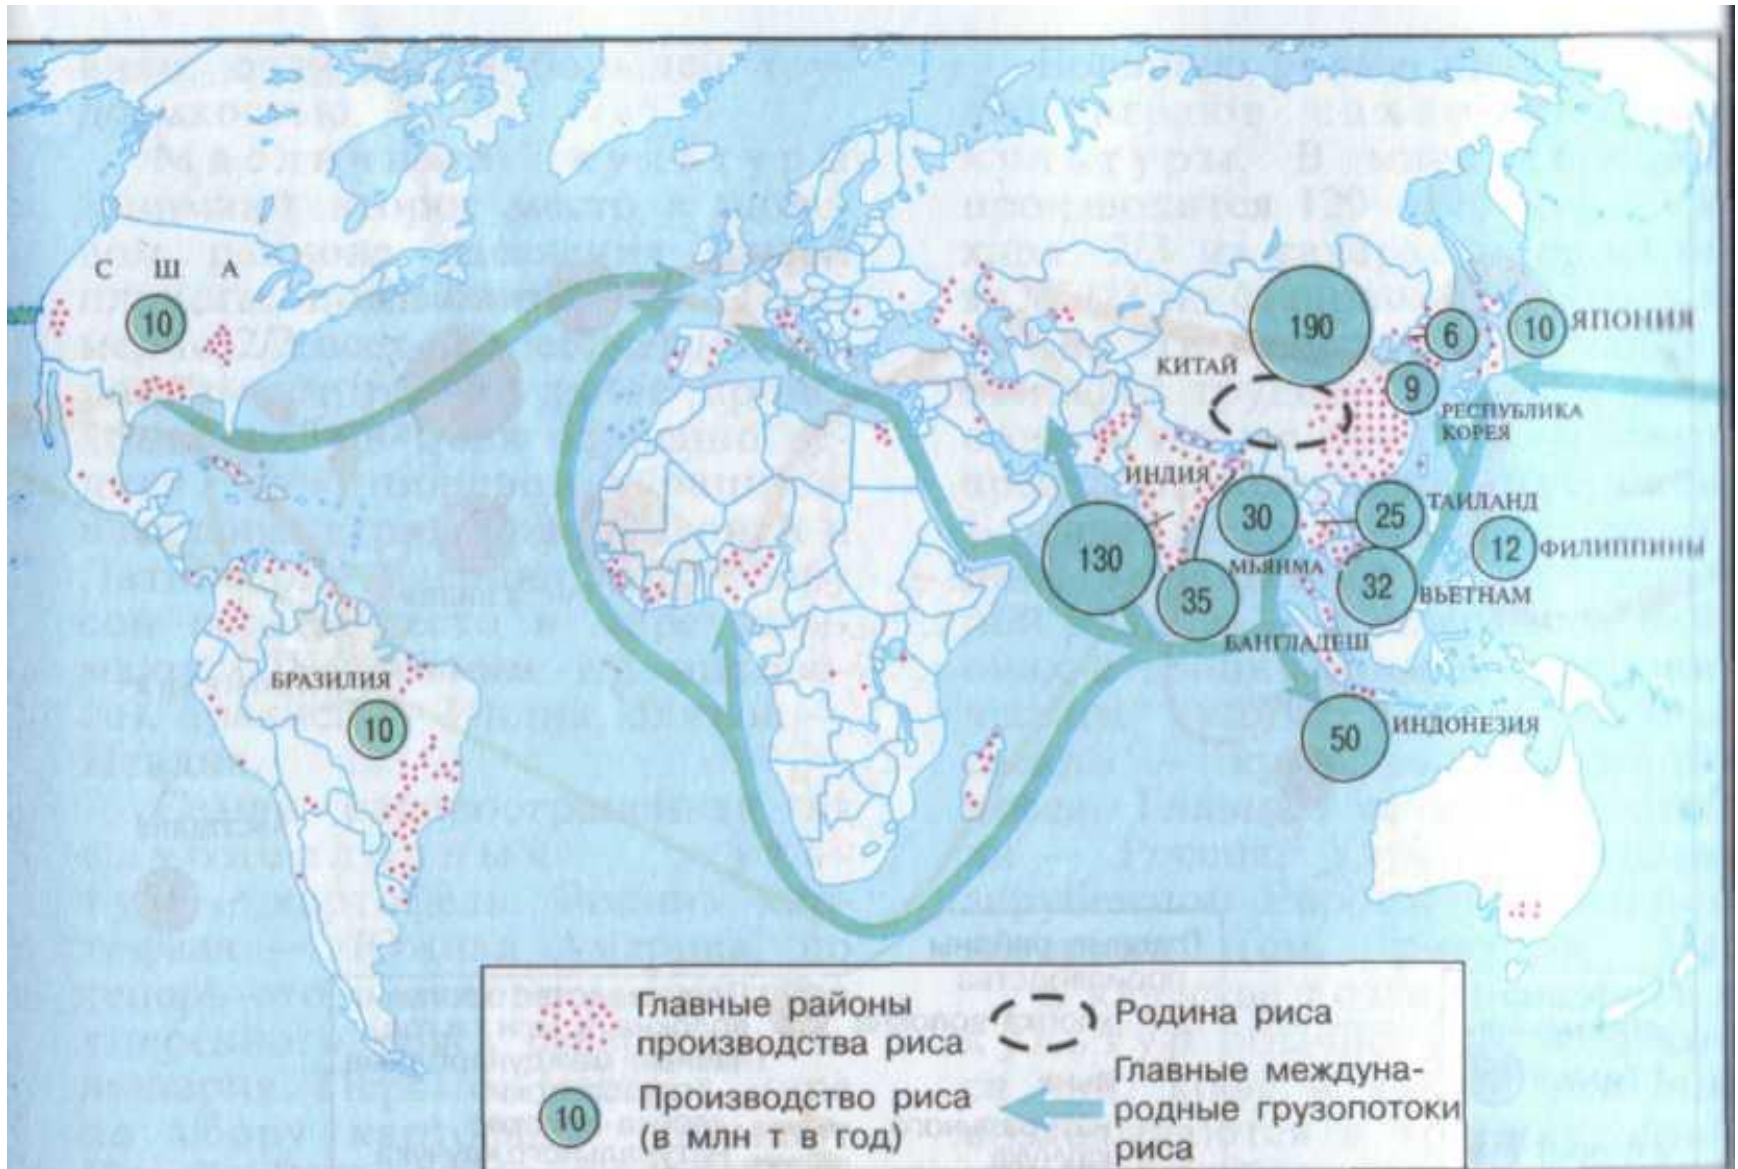 С Ш А
10
190
6
10
ЯПОНИЯ
КИТАЙ
9
РЕСПУБЛИКА
КОРЕЯ
ИНДИЯ
30
25
ТАИЛАНД
130
12
ФИЛИППИНЫ
МЬЯНМА
35
32
ВЬЕТНАМ
БАНГЛАДЕШ
БРАЗИЛИЯ
10
50
ИНДОНЕЗИЯ
Главные районы
производства риса
10
Производство риса
(в млн т в год)
Родина риса
Главные междуна-
родные грузопотоки
риса